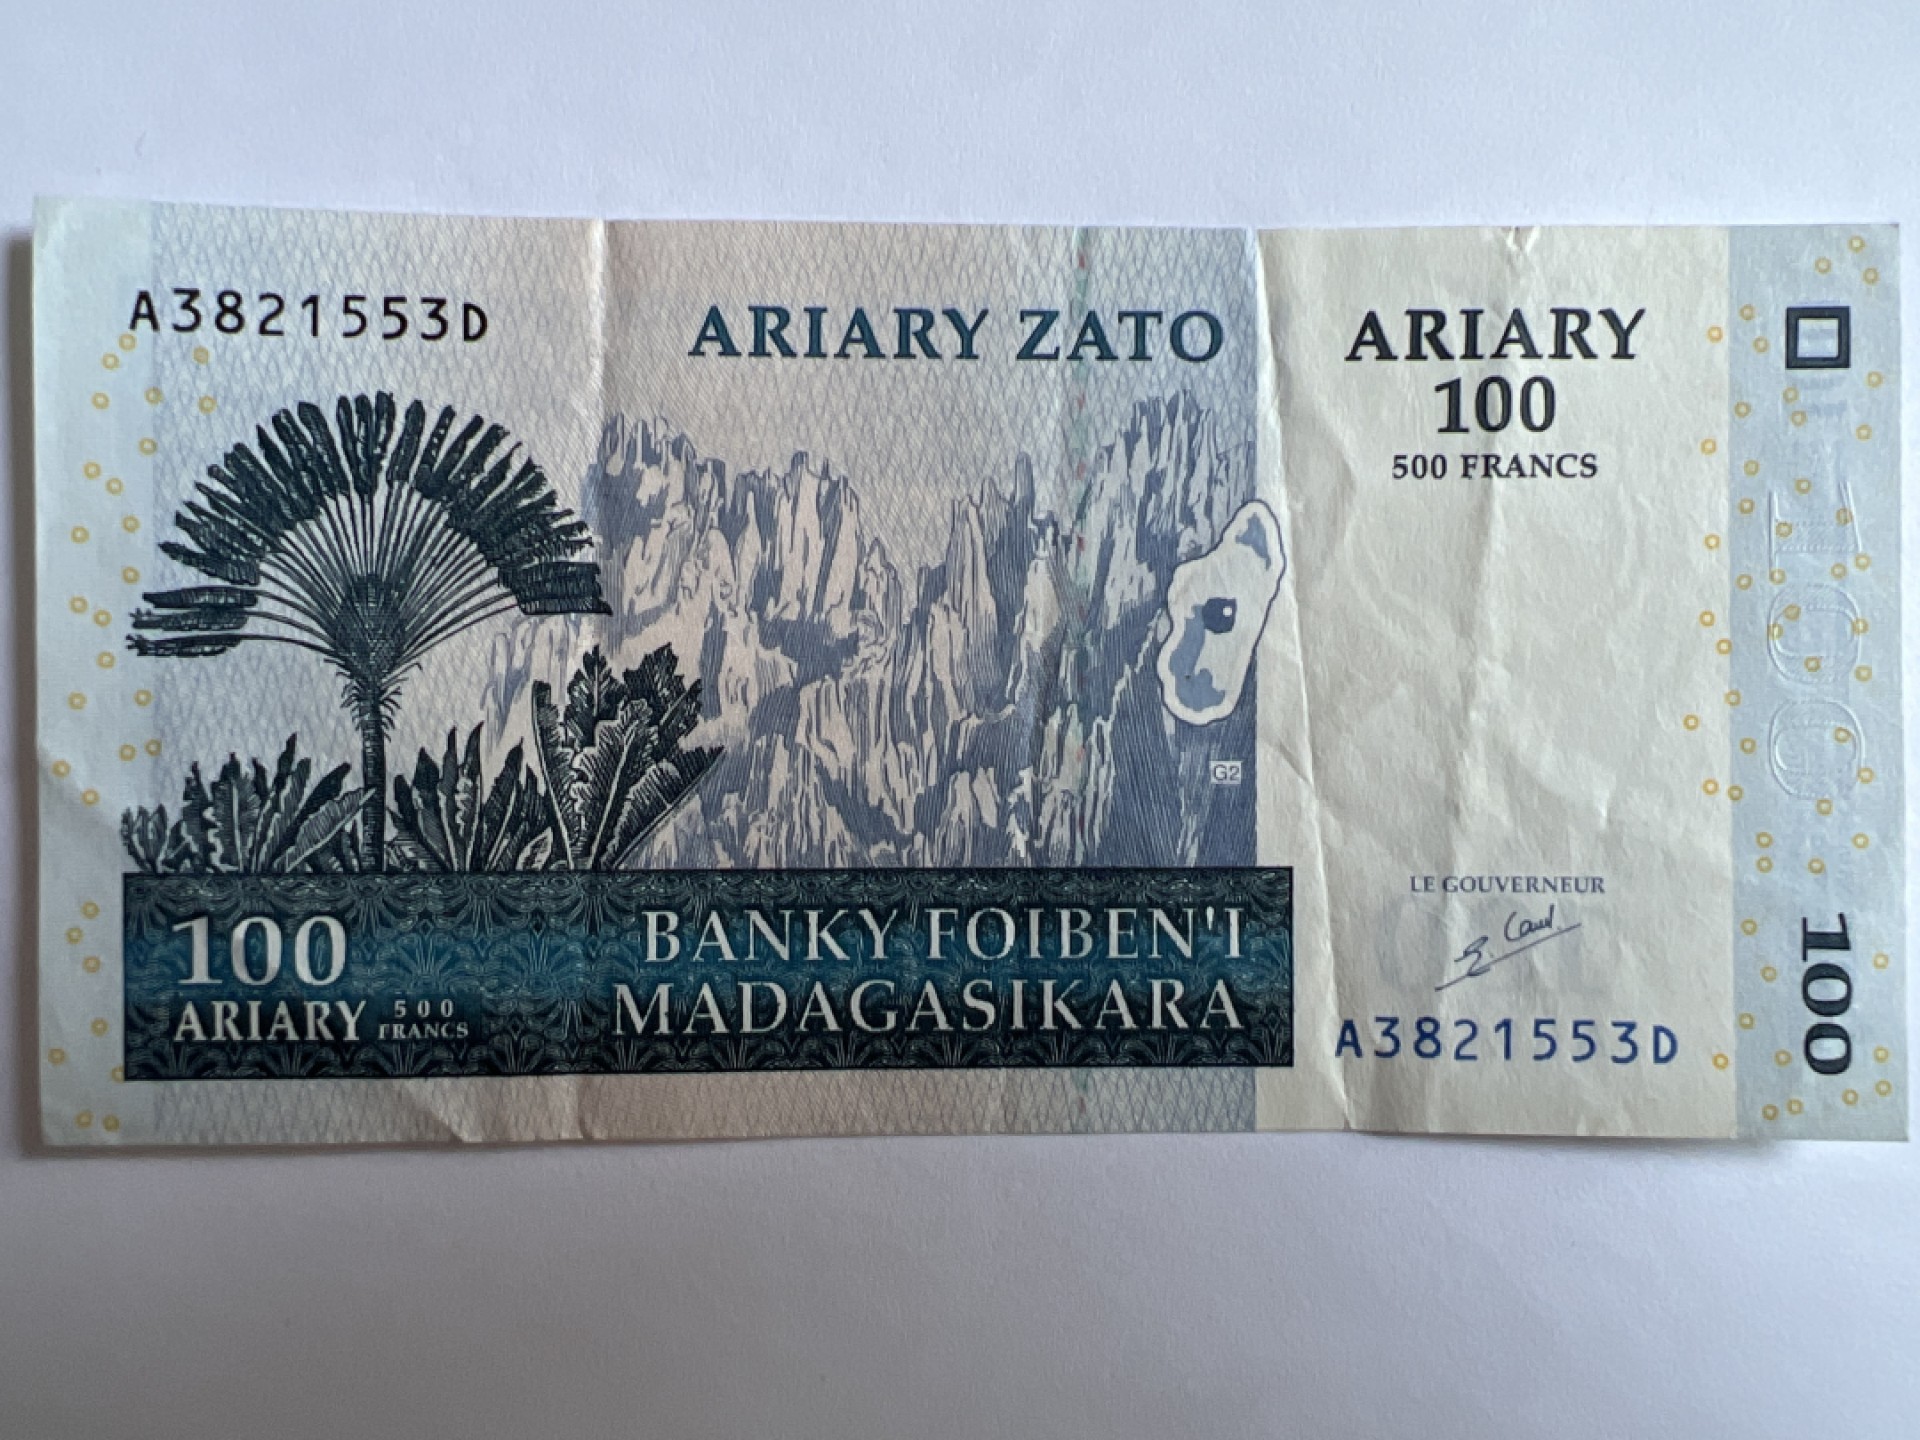 A3821553D
ARIARY ZATO
ARIARY
100
500 FRANCS
100
G2
LE GOUVERNEUR
100
ARIARY
500
FRANCS
BANKY FOIBEN'I
MADAGASIKARA
A3821553D
100